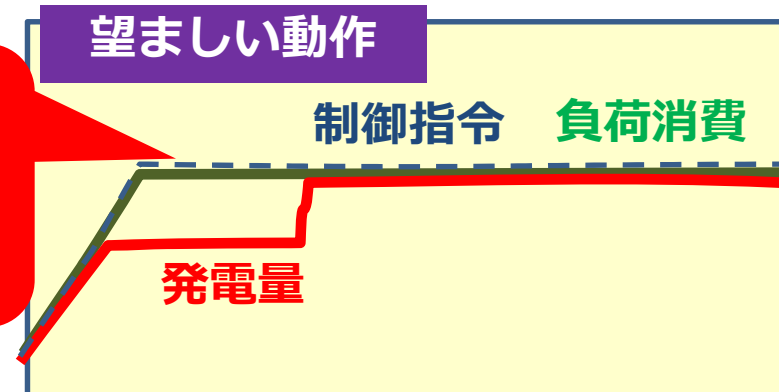 望ましい動作
制御指令 負荷消費
発電量